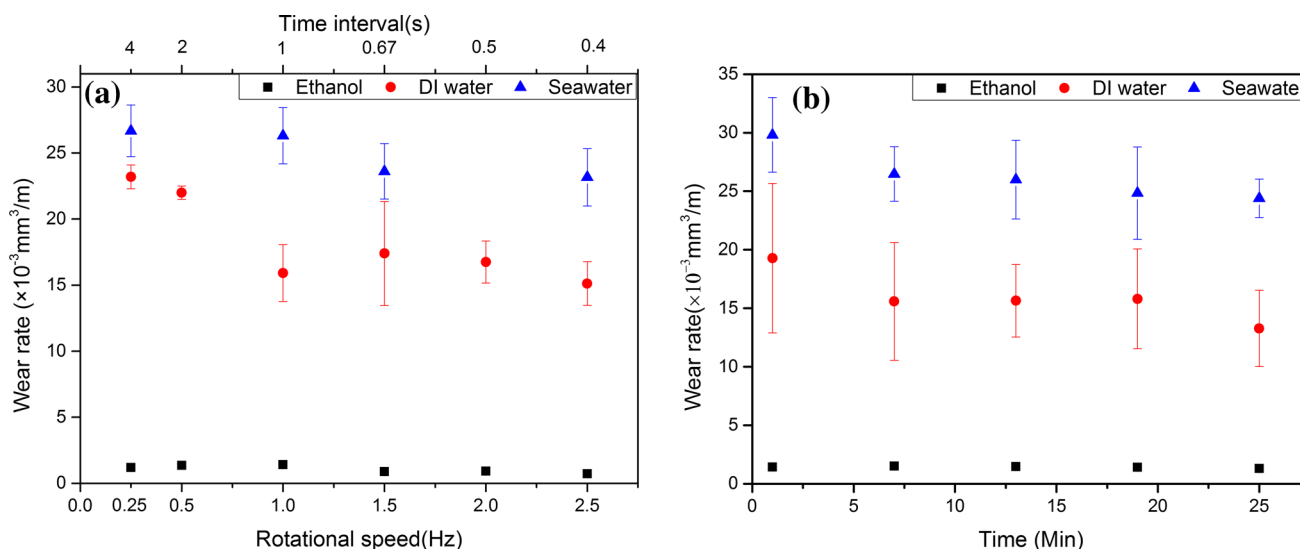 Time interval(s)
4 2 1 0.67 0.5 0.4
(a)
Ethanol DI water Seawater
30
25
20
15
10
5
0
Wear rate (×10⁻³mm³/m)
0.0 0.25 0.5 1.0 1.5 2.0 2.5
Rotational speed(Hz)
(b)
Ethanol DI water Seawate
35
30
25
20
15
10
5
0
Wear rate(×10⁻³mm³/m)
0 5 10 15 20 25
Time (Min)